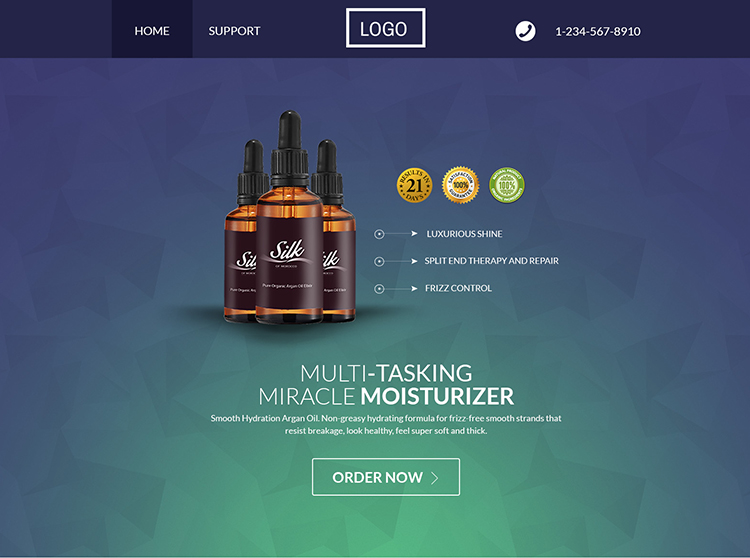 HOME
SUPPORT
LOGO
1-234-567-8910
RESULTS IN
21
DAYS
SATISFACTION
100%
GUARANTEE
100%
LUXURIOUS SHINE
SPLIT END THERAPY AND REPAIR
FRIZZ CONTROL
Silk
OF MOROCCO
Pure Organic Argan Oil Elixir
MULTI-TASKING
MIRACLE MOISTURIZER
Smooth Hydration Argan Oil. Non-greasy hydrating formula for frizz-free smooth strands that
resist breakage, look healthy, feel super soft and thick.
ORDER NOW